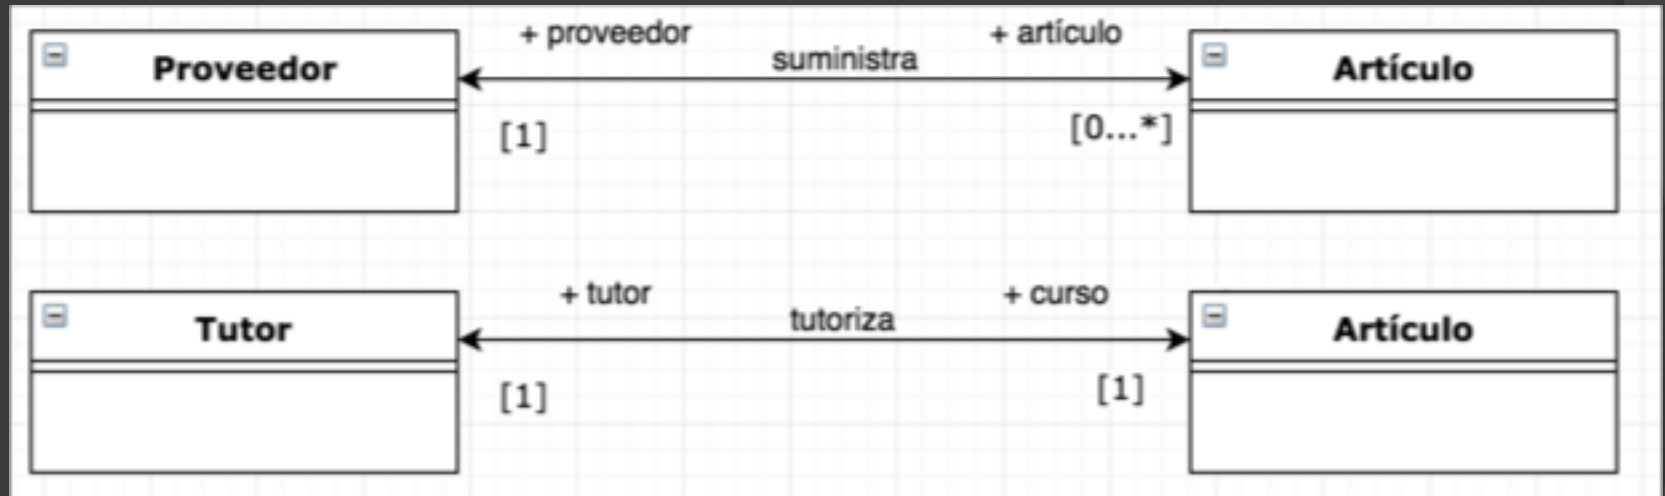 + proveedor
+ artículo
Proveedor
suministra
Artículo
[1]
[0...*]
+ tutor
+ curso
Tutor
tutoriza
Artículo
[1]
[1]